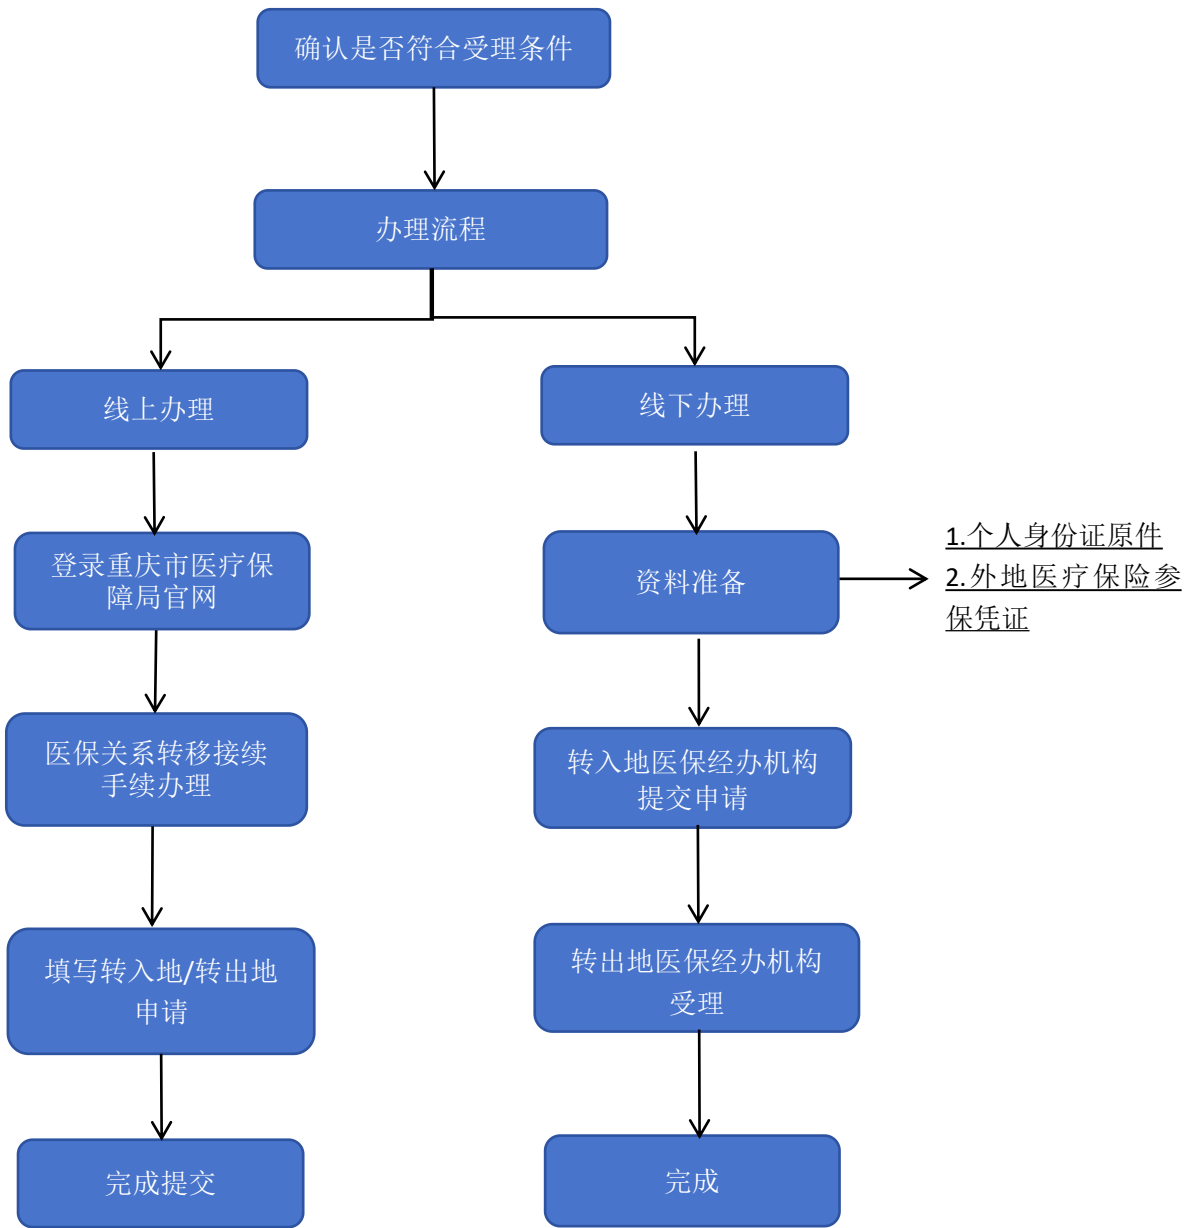 确认是否符合受理条件
办理流程
线上办理
线下办理
登录重庆市医疗保
障局官网
资料准备
1.个人身份证原件
2.外地医疗保险参
保凭证
医保关系转移接续
手续办理
转入地医保经办机构
提交申请
填写转入地/转出地
申请
转出地医保经办机构
受理
完成提交
完成